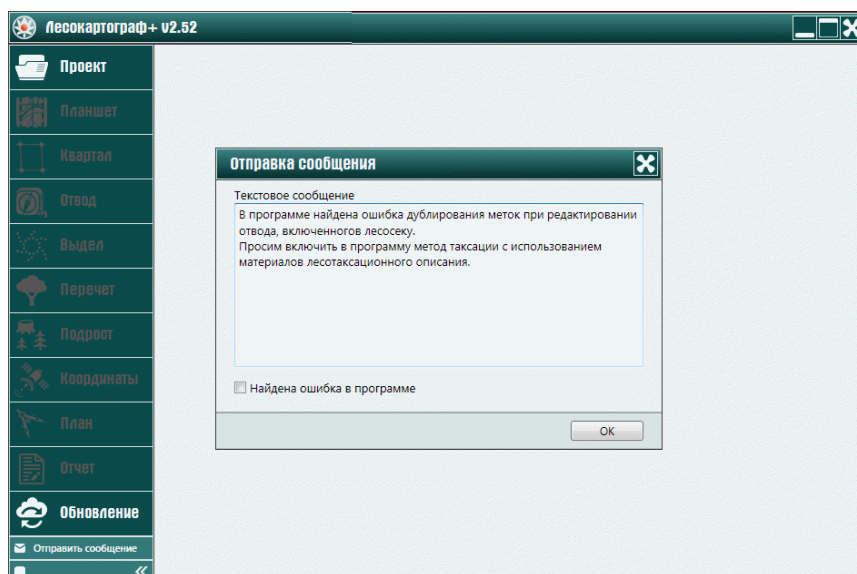 Лесокартограф+ v2.52
Проект
Планшет
Квартал
Отвод
Выдел
Перечет
Подрост
Координаты
План
Отчет
Обновление
Отправить сообщение
Отправка сообщения
Текстовое сообщение
В программе найдена ошибка дублирования меток при редактировании
отвода, включенногов лесосеку.
Просим включить в программу метод таксации с использованием
материалов лесотаксационного описания.
Найдена ошибка в программе
OK